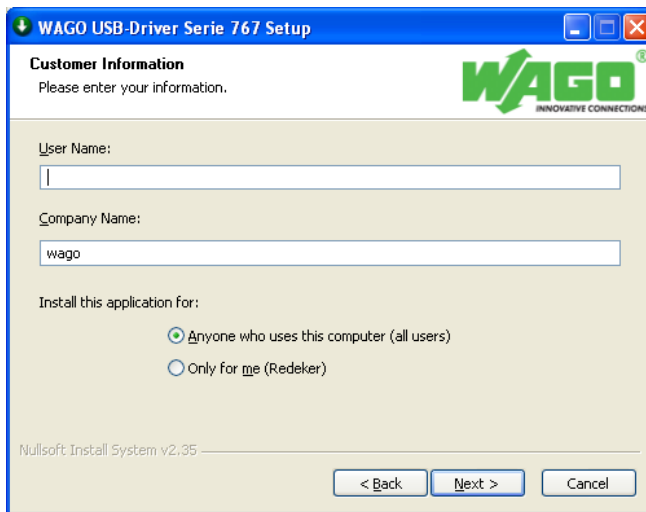 WAGO USB-Driver Serie 767 Setup
Customer Information
Please enter your information.
WAGO®
INNOVATIVE CONNECTIONS
User Name:
Company Name:
wago
Install this application for:
Anyone who uses this computer (all users)
Only for me (Redeker)
Nullsoft Install System v2.35
< Back Next > Cancel